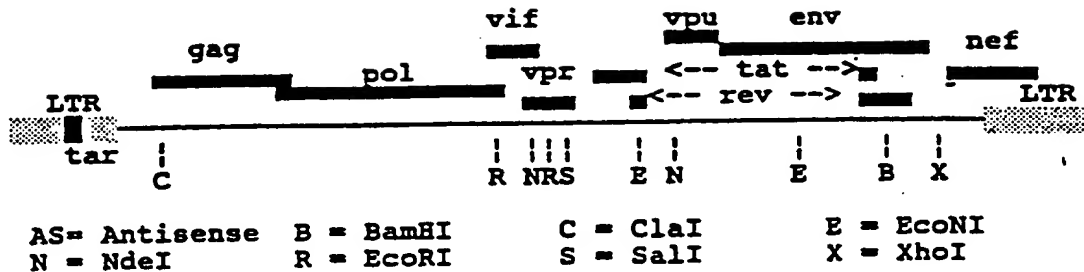 vif
vpu
env
gag
nef
pol
vpr
<-- tat -->
LTR
<-- rev -->
LTR
tar
C
R
N
R
S
E
N
E
B
X
AS= Antisense B = BamHI C = ClaI E = EcoNI
N = NdeI R = EcoRI S = SalI X = XhoI